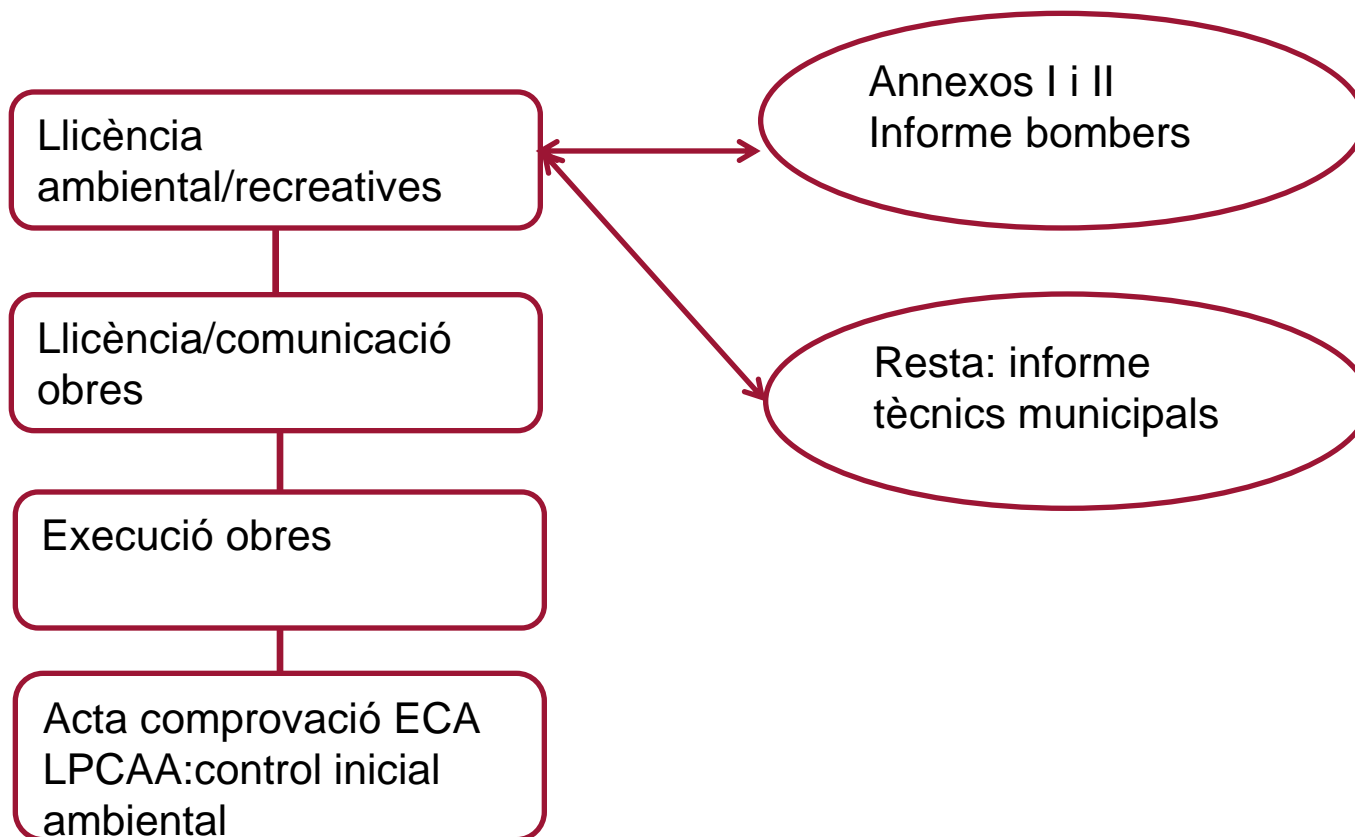 Llicència
ambiental/recreatives
Annexos I i II
Informe bombers
Llicència/comunicació
obres
Resta: informe
tècnics municipals
Execució obres
Acta comprovació ECA
LPCAA:control inicial
ambiental